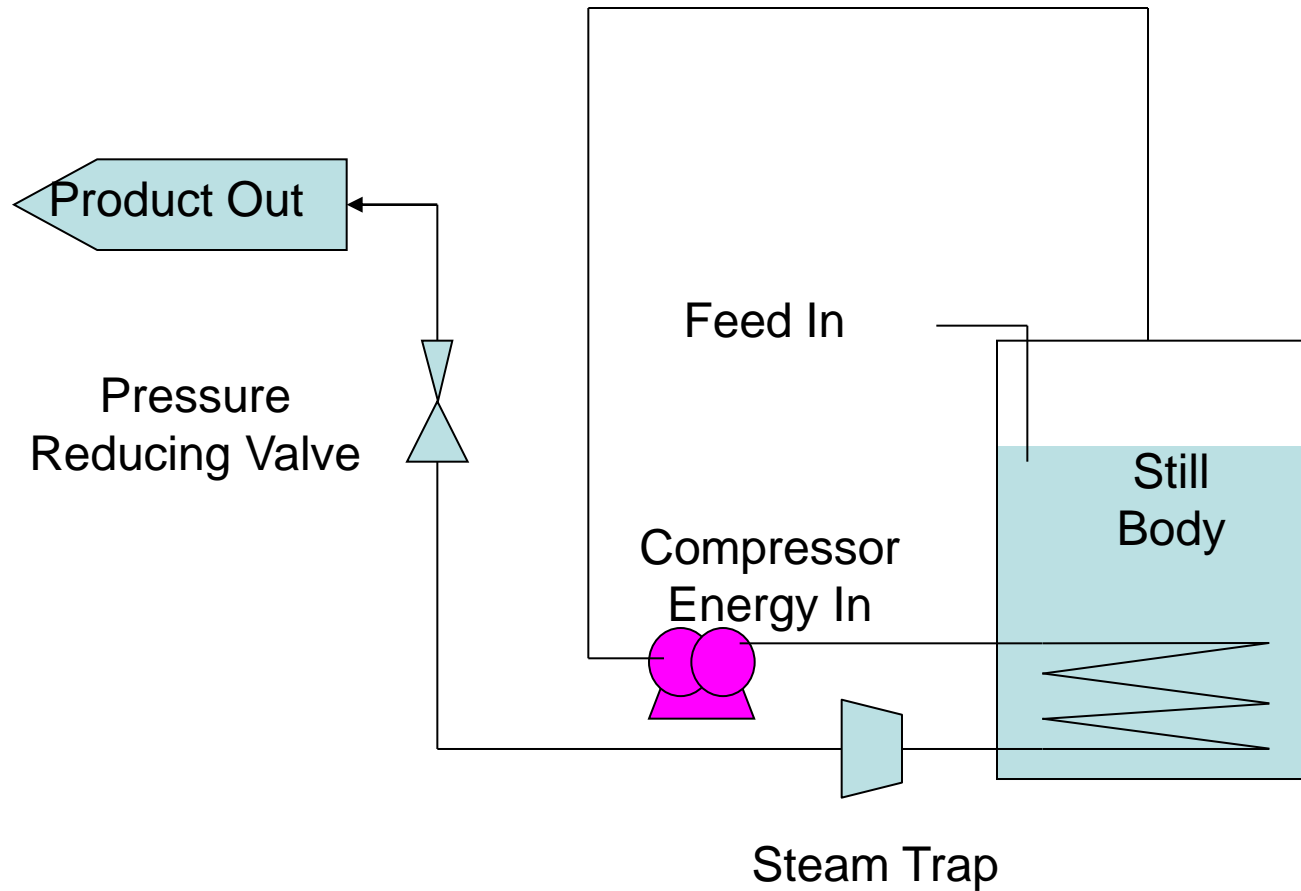 Product Out
Feed In
Pressure
Reducing Valve
Still
Body
Compressor
Energy In
Steam Trap